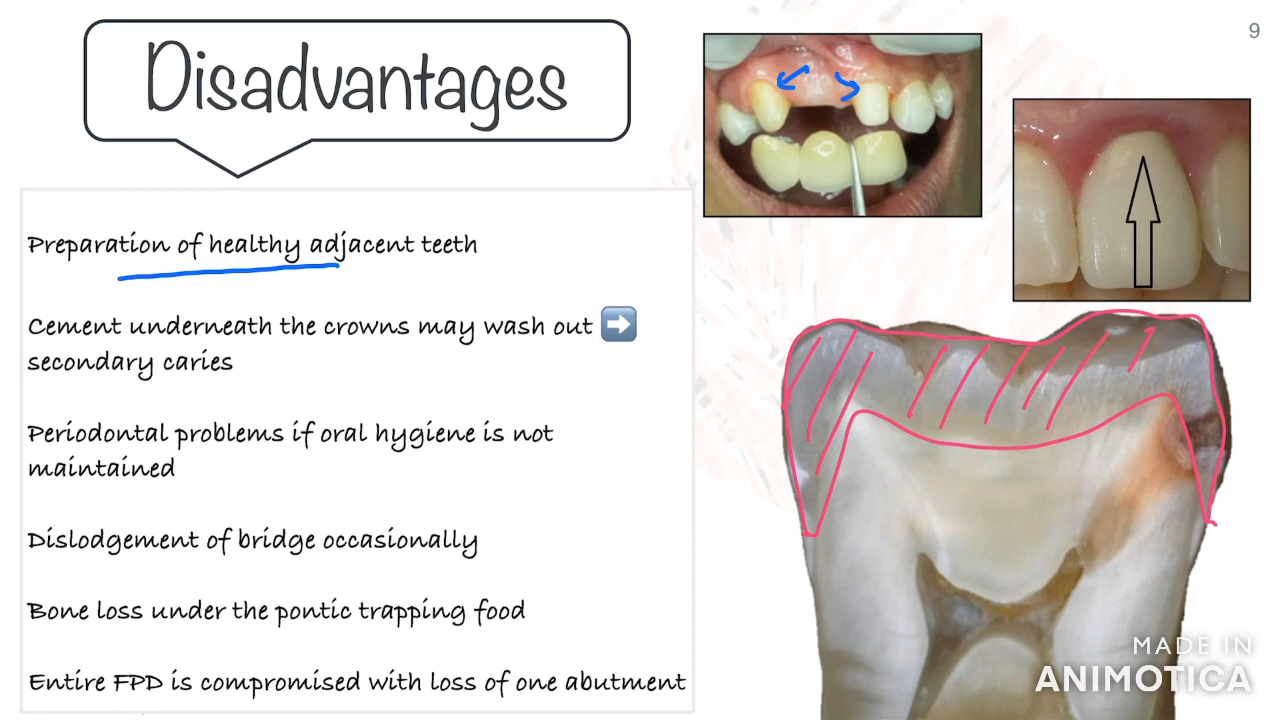 9
Disadvantages
Preparation of healthy adjacent teeth
Cement underneath the crowns may wash out ➡️
secondary caries
Periodontal problems if oral hygiene is not
maintained
Dislodgement of bridge occasionally
Bone loss under the pontic trapping food
Entire FPD is compromised with loss of one abutment
MADE IN
ANIMOTICA